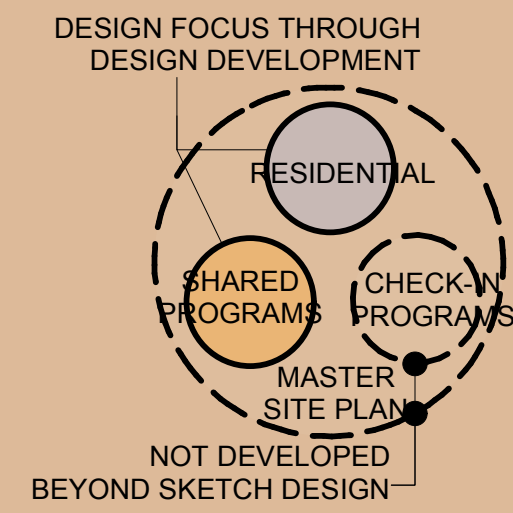 DESIGN FOCUS THROUGH
DESIGN DEVELOPMENT
RESIDENTIAL
SHARED
PROGRAMS
CHECK-IN
PROGRAMS
MASTER
SITE PLAN
NOT DEVELOPED
BEYOND SKETCH DESIGN